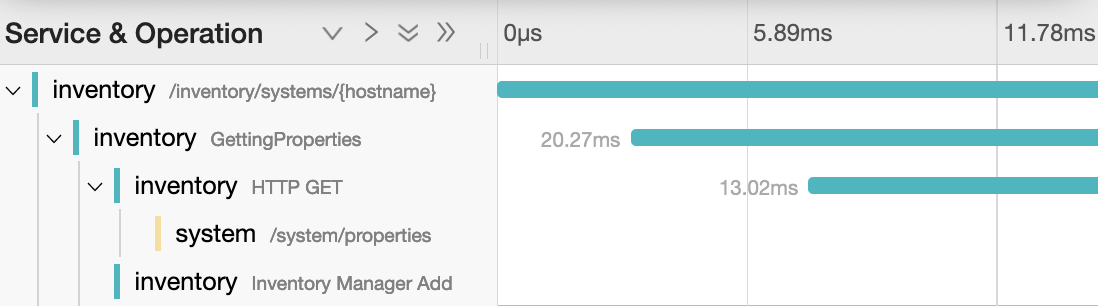 Service & Operation 0μs 5.89ms 11.78ms
inventory /inventory/systems/{hostname}
inventory GettingProperties 20.27ms
inventory HTTP GET 13.02ms
system /system/properties
inventory Inventory Manager Add